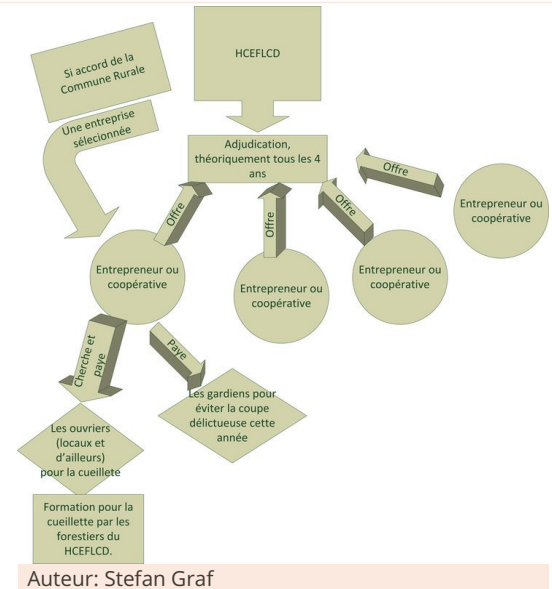 Si accord de la
Commune Rurale
HCEFLCD
Une entreprise
sélectionnée
Adjudication,
théoriquement tous les 4
ans
Offre
Offre
Offre
Offre
Entrepreneur ou
coopérative
Entrepreneur ou
coopérative
Entrepreneur ou
coopérative
Entrepreneur ou
coopérative
Cherche et
paye
Paye
Les gardiens pour
éviter la coupe
délictueuse cette
année
Les ouvriers
(locaux et
d'ailleurs)
pour la cueillete
Formation pour la
cueillette par les
forestiers du
HCEFLCD.
Auteur: Stefan Graf